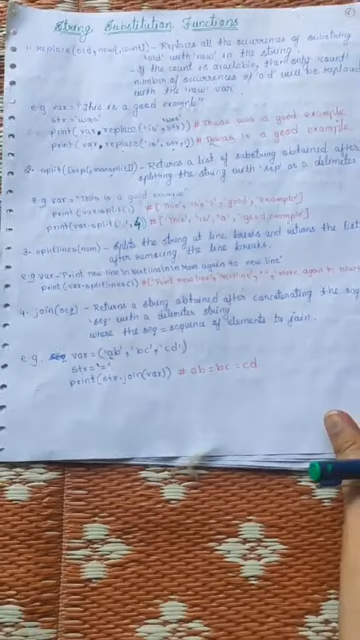 String Substitution Functions
1. replace(old, new[, count]) - Replaces all the occurrences of substring
'old' with 'new' in the string.
- If the count is available, then only 'count'
number of occurrences of 'old' will be replaced
with the 'new' var.
e.g var = "This is a good example"
str = "was"
print(var.replace('is', str)) # Thwas was a good example
print(var.replace('is', str, 1)) # Thwas is a good example
2. split([sep[, maxsplit]]) - Returns a list of substring obtained after
splitting the string with 'sep' as a delimiter
e.g var = "This is a good example"
print(var.split()) # ['This', 'is', 'a', 'good', 'example']
print(var.split(' ', 4) # ['This', 'is', 'a', 'good example']
3. splitlines(num) - Splits the string at line breaks and returns the list
after removing the line breaks.
e.g var = 'Print new line \n
print(var.splitlines()) # ['Print new line',
4. join(seq) - Returns a string obtained after concatenating the seq
'seq' with a delimiter string
where the seq = sequence of elements to join.
e.g. var = ('ab', 'bc', 'cd')
str = '='
print(str.join(var)) # ab=bc=cd